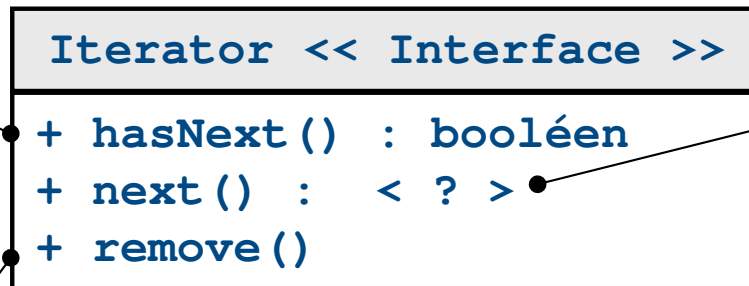 Iterator << Interface >>
+ hasNext() : booléen
+ next() : < ? >
+ remove()